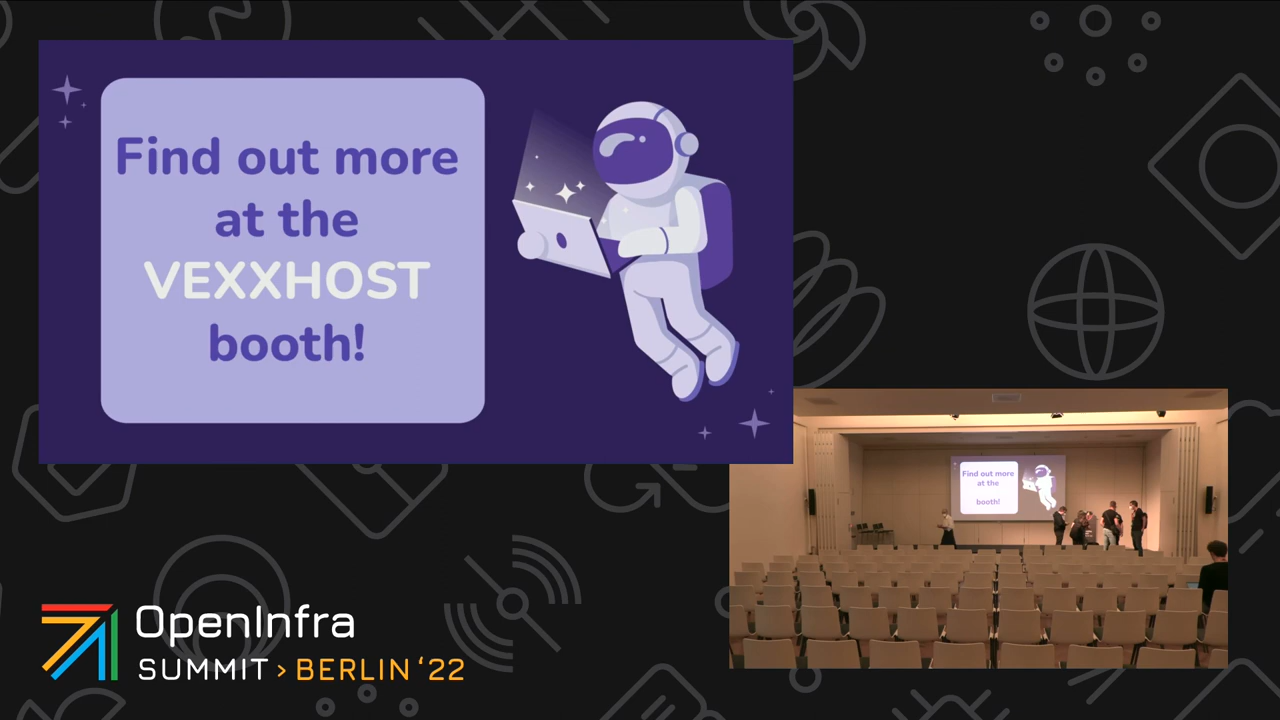 Find out more
at the
VEXXHOST
booth!
Find out more
at the
booth!
OpenInfra
SUMMIT > BERLIN ‘22